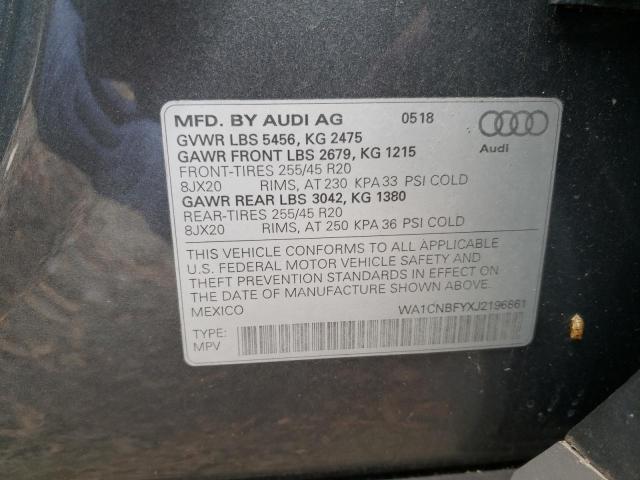 MFD. BY AUDI AG 0518
GVWR LBS 5456, KG 2475
GAWR FRONT LBS 2679, KG 1215
FRONT-TIRES 255/45 R20
8JX20 RIMS, AT 230 KPA 33 PSI COLD
GAWR REAR LBS 3042, KG 1380
REAR-TIRES 255/45 R20
8JX20 RIMS, AT 250 KPA 36 PSI COLD
Audi
THIS VEHICLE CONFORMS TO ALL APPLICABLE
U.S. FEDERAL MOTOR VEHICLE SAFETY AND
THEFT PREVENTION STANDARDS IN EFFECT ON
THE DATE OF MANUFACTURE SHOWN ABOVE.
MEXICO WA1CNBFYXJ2196861
TYPE:
MPV